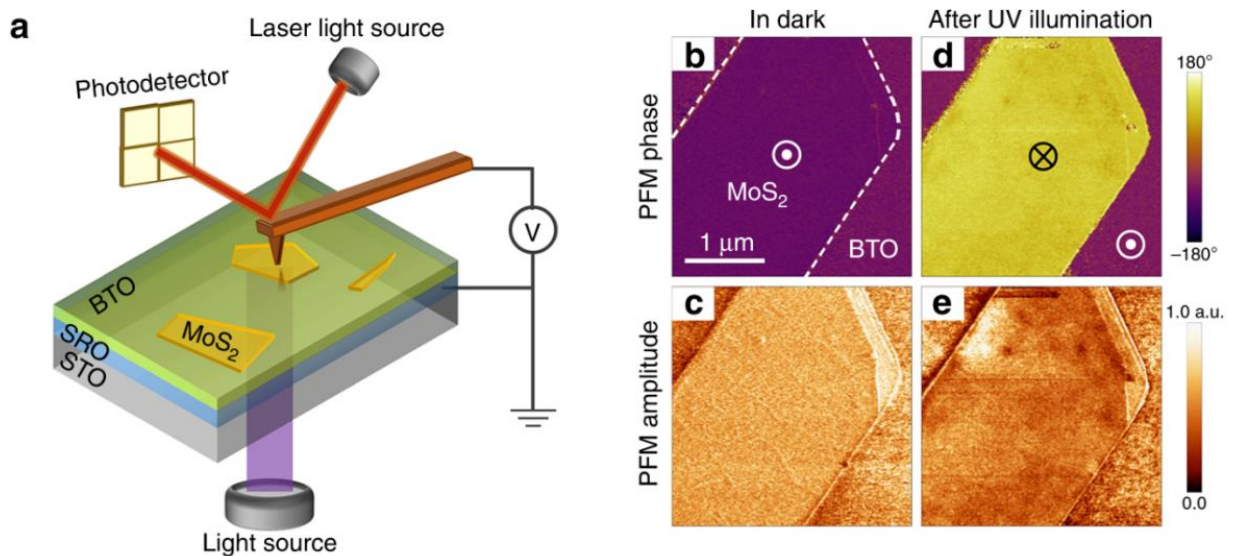 a
Laser light source
Photodetector
V
BTO
MoS₂
SRO
STO
Light source
In dark
After UV illumination
PFM phase
b
MoS₂
1 μm
BTO
d
180°
−180°
PFM amplitude
c
e
1.0 a.u.
0.0